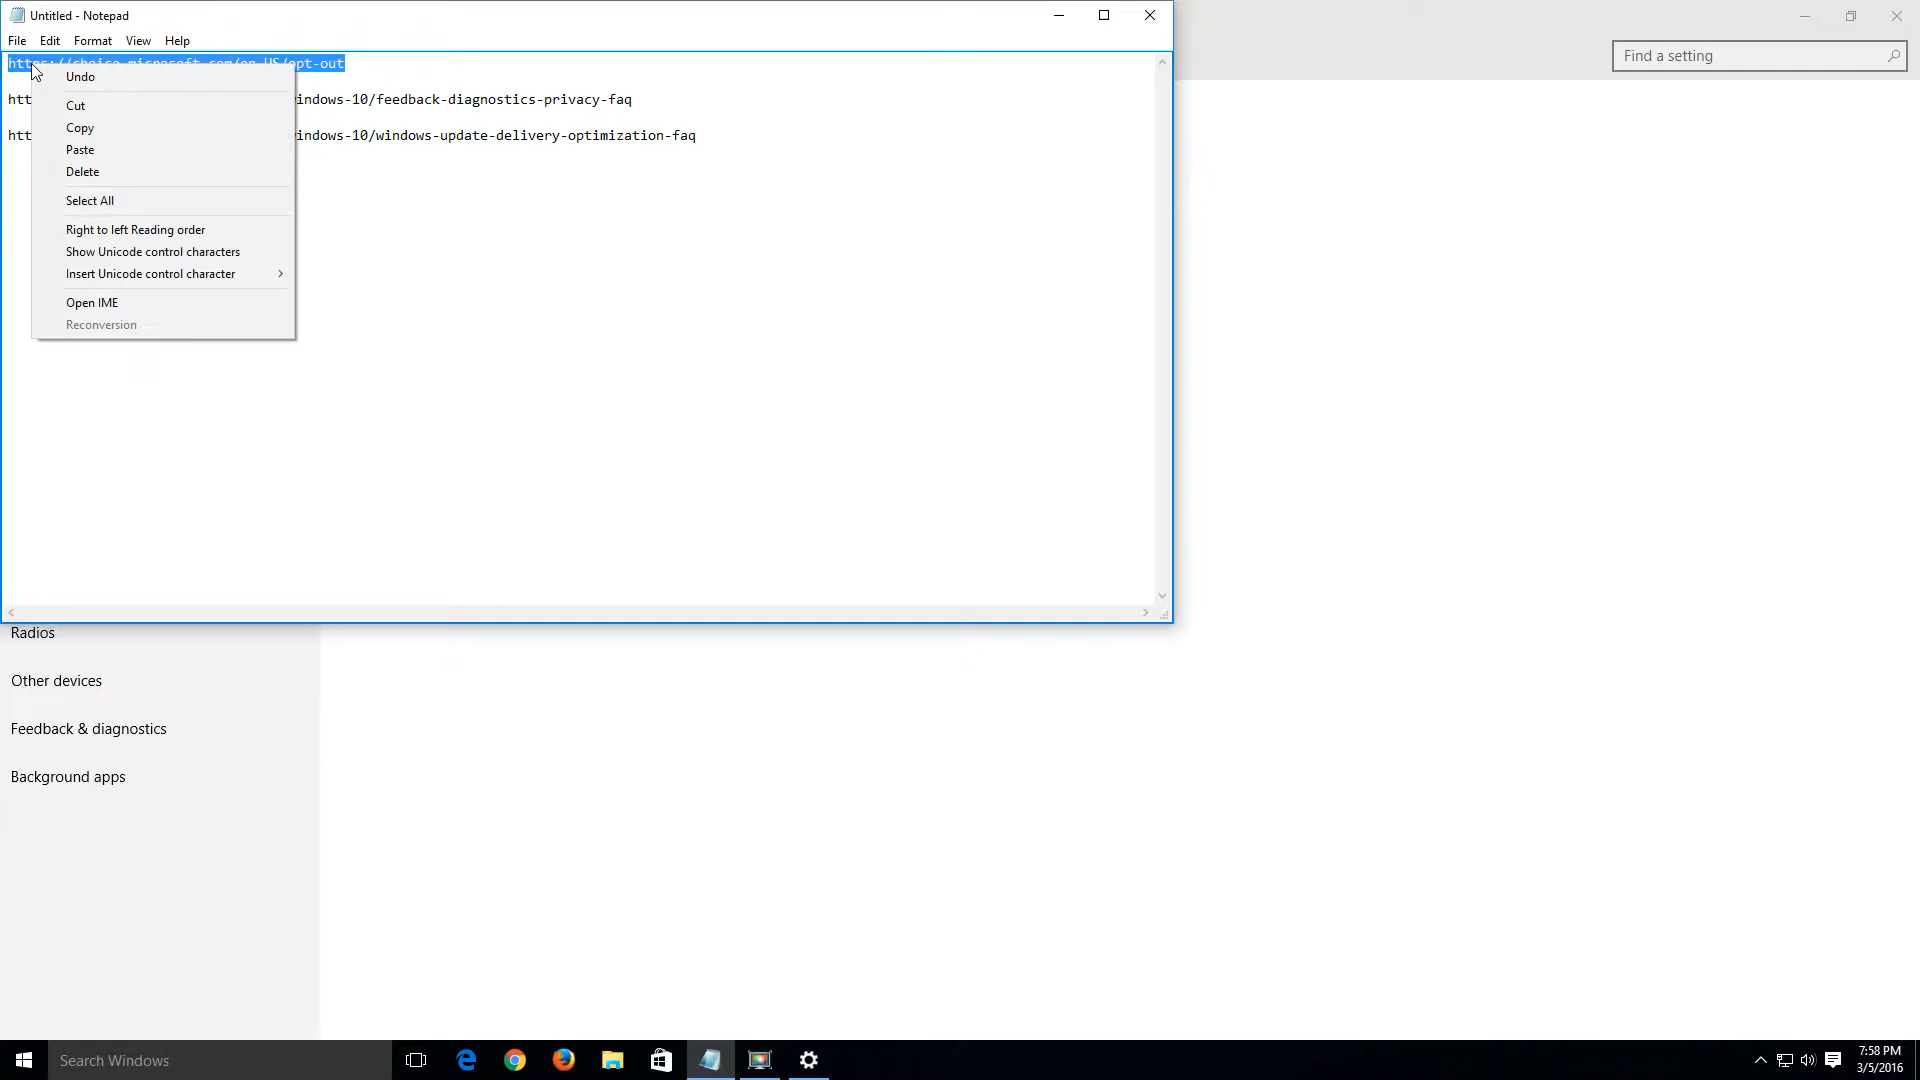 Untitled - Notepad
File Edit Format View Help
Find a setting
https://choice.microsoft.com/en-US/opt-out
Undo
htt indows-10/feedback-diagnostics-privacy-faq
Cut
Copy
htt indows-10/windows-update-delivery-optimization-faq
Paste
Delete
Select All
Right to left Reading order
Show Unicode control characters
Insert Unicode control character
Open IME
Reconversion
Radios
Other devices
Feedback & diagnostics
Background apps
Search Windows
7:58 PM
3/5/2016